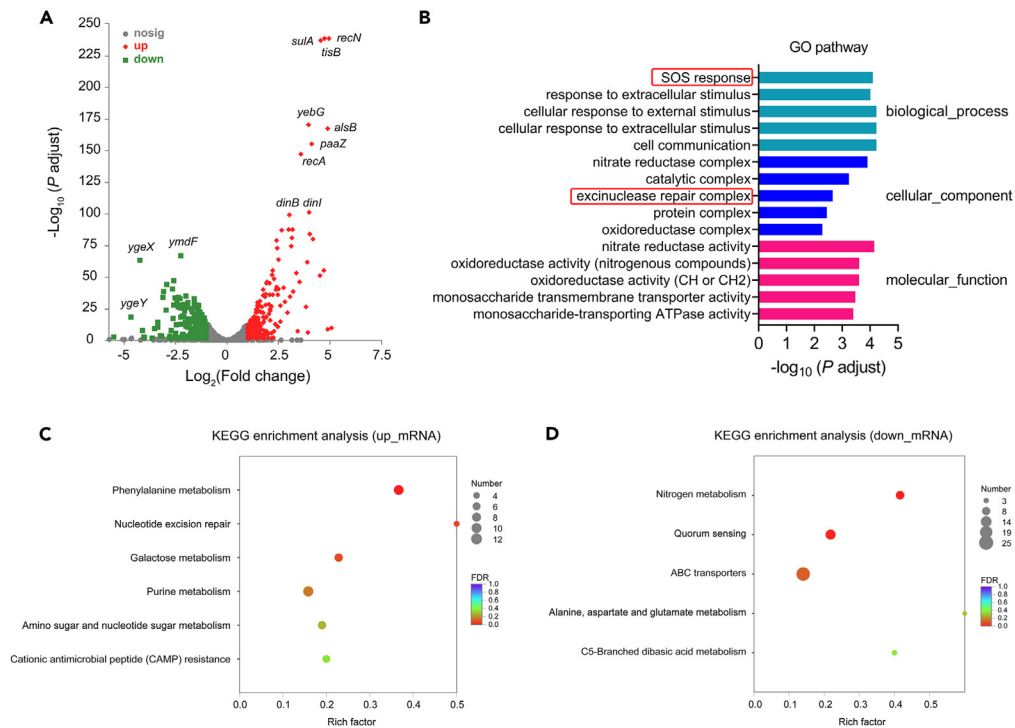 A
B
nosig
up
down
250
225
200
175
150
125
100
75
50
25
0
-Log10 (P adjust)
sulA
recN
tisB
yebG
alsB
paaZ
recA
dinB
dinI
ygeX
ymdF
ygeY
-5
-2.5
0
2.5
5
7.5
Log2(Fold change)
GO pathway
SOS response
response to extracellular stimulus
cellular response to external stimulus
cellular response to extracellular stimulus
cell communication
nitrate reductase complex
catalytic complex
excinuclease repair complex
protein complex
oxidoreductase complex
nitrate reductase activity
oxidoreductase activity (nitrogenous compounds)
oxidoreductase activity (CH or CH2)
monosaccharide transmembrane transporter activity
monosaccharide-transporting ATPase activity
biological_process
cellular_component
molecular_function
0 1 2 3 4 5
-log10 (P adjust)
C
KEGG enrichment analysis (up_mRNA)
Phenylalanine metabolism
Nucleotide excision repair
Galactose metabolism
Purine metabolism
Amino sugar and nucleotide sugar metabolism
Cationic antimicrobial peptide (CAMP) resistance
0.0 0.1 0.2 0.3 0.4 0.5
Rich factor
Number
4
6
8
10
12
FDR
1.0
0.8
0.6
0.4
0.2
0.0
D
KEGG enrichment analysis (down_mRNA)
Nitrogen metabolism
Quorum sensing
ABC transporters
Alanine, aspartate and glutamate metabolism
C5-Branched dibasic acid metabolism
0.0 0.1 0.2 0.3 0.4 0.5
Rich factor
Number
3
8
14
19
25
FDR
1.0
0.8
0.6
0.4
0.2
0.0